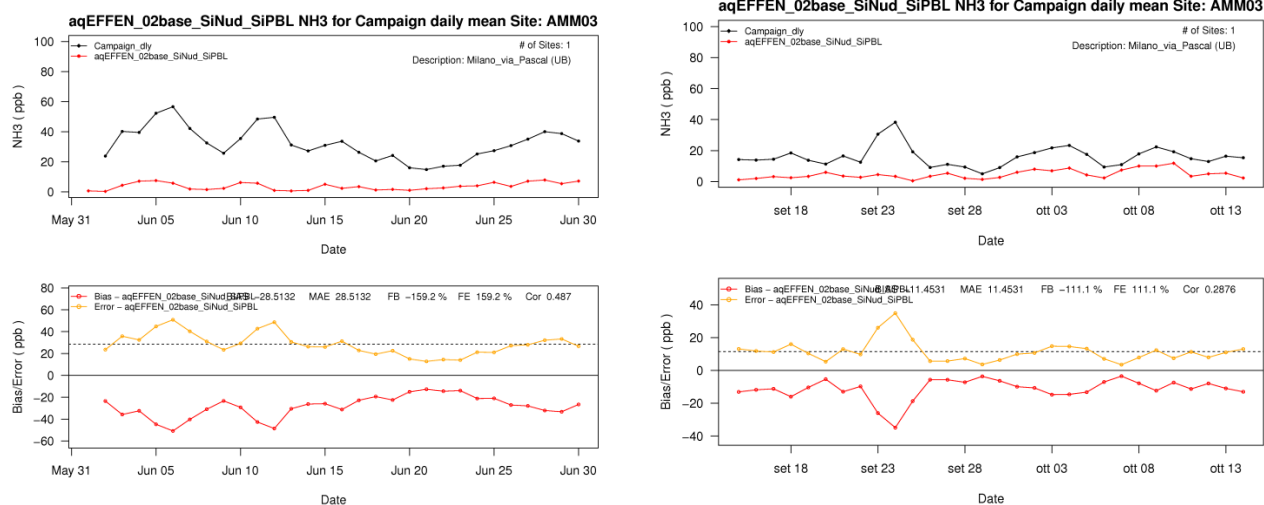 aqEFFEN_02base_SiNud_SiPBL NH3 for Campaign daily mean Site: AMM03
Campaign_dly
aqEFFEN_02base_SiNud_SiPBL
# of Sites: 1
Description: Milano_via_Pascal (UB)
NH3 ( ppb )
100
80
60
40
20
0
May 31 Jun 05 Jun 10 Jun 15 Jun 20 Jun 25 Jun 30
Date
Bias – aqEFFEN_02base_SiNud_SiPBL
Error – aqEFFEN_02base_SiNud_SiPBL
BIAS −28.5132 MAE 28.5132 FB −159.2 % FE 159.2 % Cor 0.487
Bias/Error ( ppb )
80
60
40
20
0
−20
−40
−60
May 31 Jun 05 Jun 10 Jun 15 Jun 20 Jun 25 Jun 30
Date
aqEFFEN_02base_SiNud_SiPBL NH3 for Campaign daily mean Site: AMM03
Campaign_dly
aqEFFEN_02base_SiNud_SiPBL
# of Sites: 1
Description: Milano_via_Pascal (UB)
NH3 ( ppb )
100
80
60
40
20
0
set 18 set 23 set 28 ott 03 ott 08 ott 13
Date
Bias – aqEFFEN_02base_SiNud_SiPBL
Error – aqEFFEN_02base_SiNud_SiPBL
BIAS −11.4531 MAE 11.4531 FB −111.1 % FE 111.1 % Cor 0.2876
Bias/Error ( ppb )
40
20
0
−20
−40
set 18 set 23 set 28 ott 03 ott 08 ott 13
Date